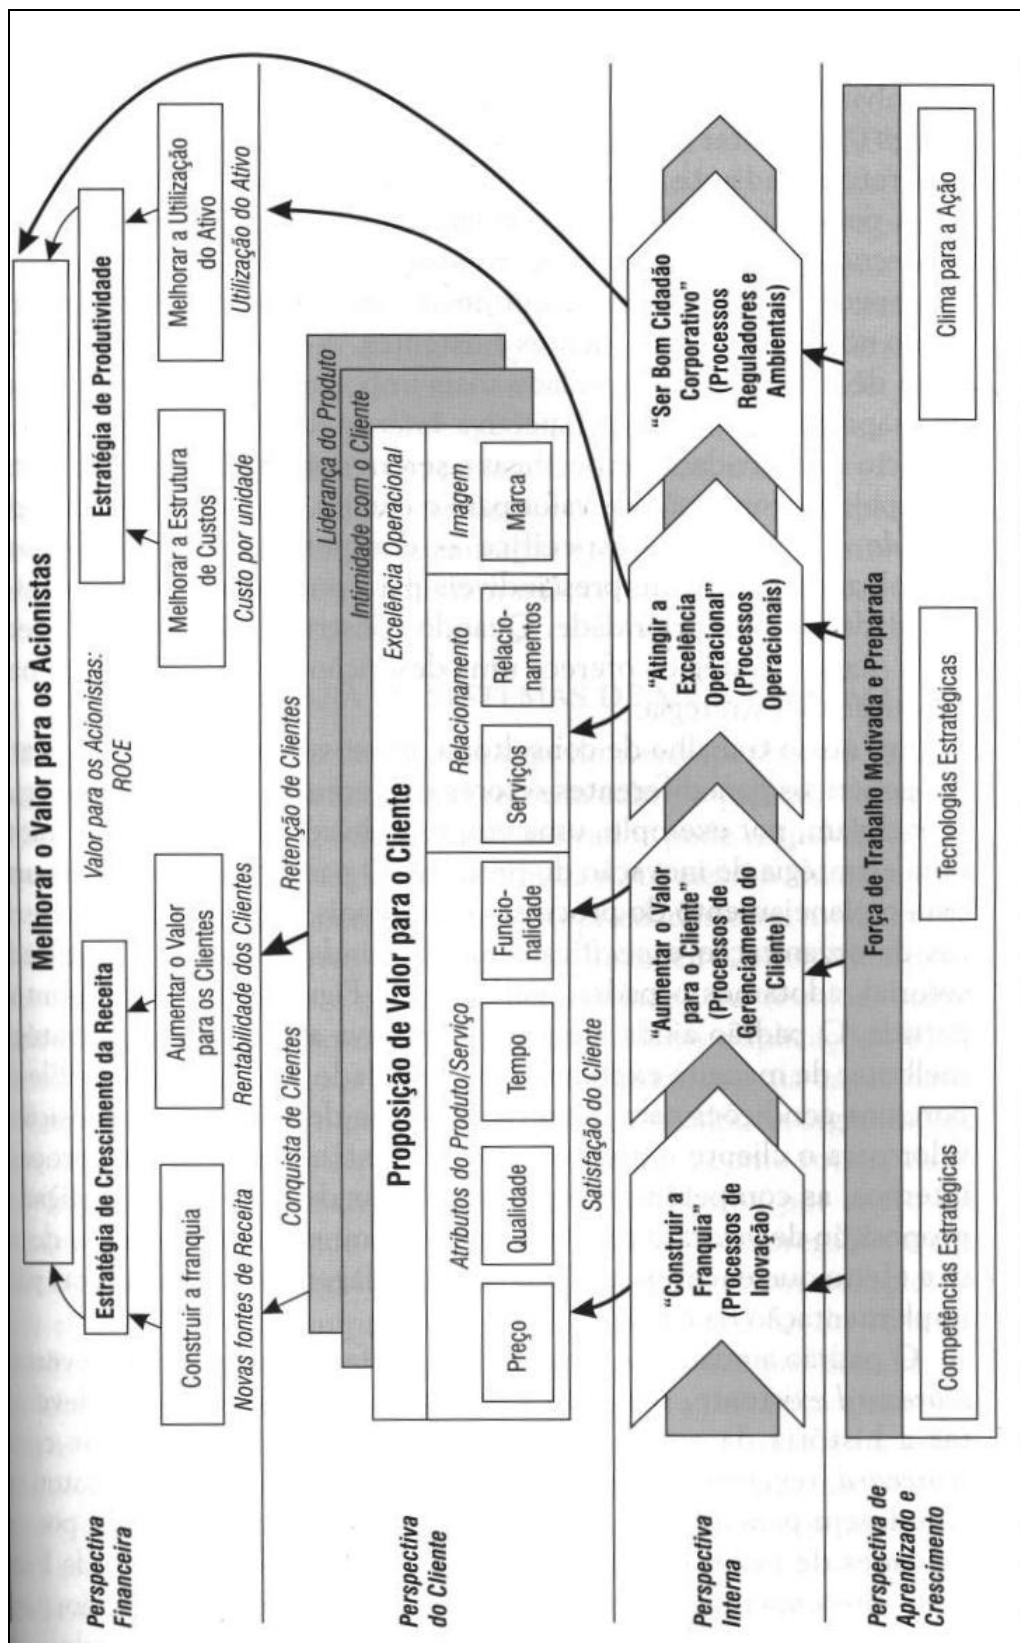 Perspectiva
Financeira
Melhorar o Valor para os Acionistas
Valor para os Acionistas:
ROCE
Estratégia de Crescimento da Receita
Estratégia de Produtividade
Construir a franquia
Aumentar o Valor
para os Clientes
Melhorar a Estrutura
de Custos
Melhorar a Utilização
do Ativo
Novas fontes de Receita
Rentabilidade dos Clientes
Custo por unidade
Utilização do Ativo
Perspectiva
do Cliente
Conquista de Clientes
Retenção de Clientes
Liderança do Produto
Intimidade com o Cliente
Proposição de Valor para o Cliente
Excelência Operacional
Atributos do Produto/Serviço
Relacionamento
Imagem
Preço
Qualidade
Tempo
Funcio-
nalidade
Serviços
Relacio-
namentos
Marca
Satisfação do Cliente
Perspectiva
Interna
“Construir a
Franquia”
(Processos de
Inovação)
“Aumentar o Valor
para o Cliente”
(Processos de
Gerenciamento do
Cliente)
“Atingir a
Excelência
Operacional”
(Processos
Operacionais)
“Ser Bom Cidadão
Corporativo”
(Processos
Reguladores e
Ambientais)
Perspectiva de
Aprendizado e
Crescimento
Força de Trabalho Motivada e Preparada
Competências Estratégicas
Tecnologias Estratégicas
Clima para a Ação